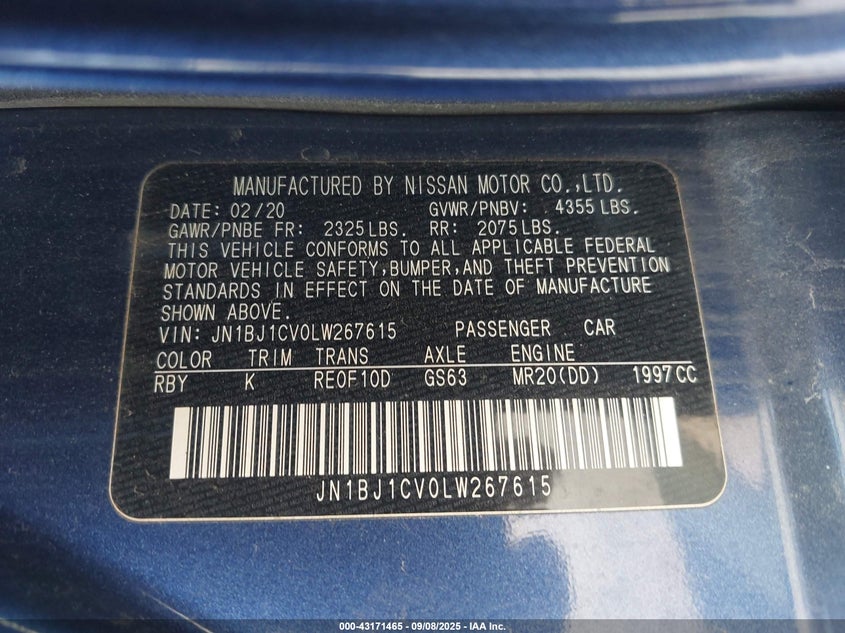 MANUFACTURED BY NISSAN MOTOR CO.,LTD.
DATE: 02/20 GVWR/PNBV: 4355 LBS.
GAWR/PNBE FR: 2325 LBS. RR: 2075 LBS.
THIS VEHICLE CONFORMS TO ALL APPLICABLE FEDERAL
MOTOR VEHICLE SAFETY, BUMPER, AND THEFT PREVENTION
STANDARDS IN EFFECT ON THE DATE OF MANUFACTURE
SHOWN ABOVE.
VIN: JN1BJ1CV0LW267615 PASSENGER CAR
COLOR TRIM TRANS AXLE ENGINE
RBY K RE0F10D GS63 MR20(DD) 1997CC
JN1BJ1CV0LW267615
000-43171465 - 09/08/2025 - IAA Inc.